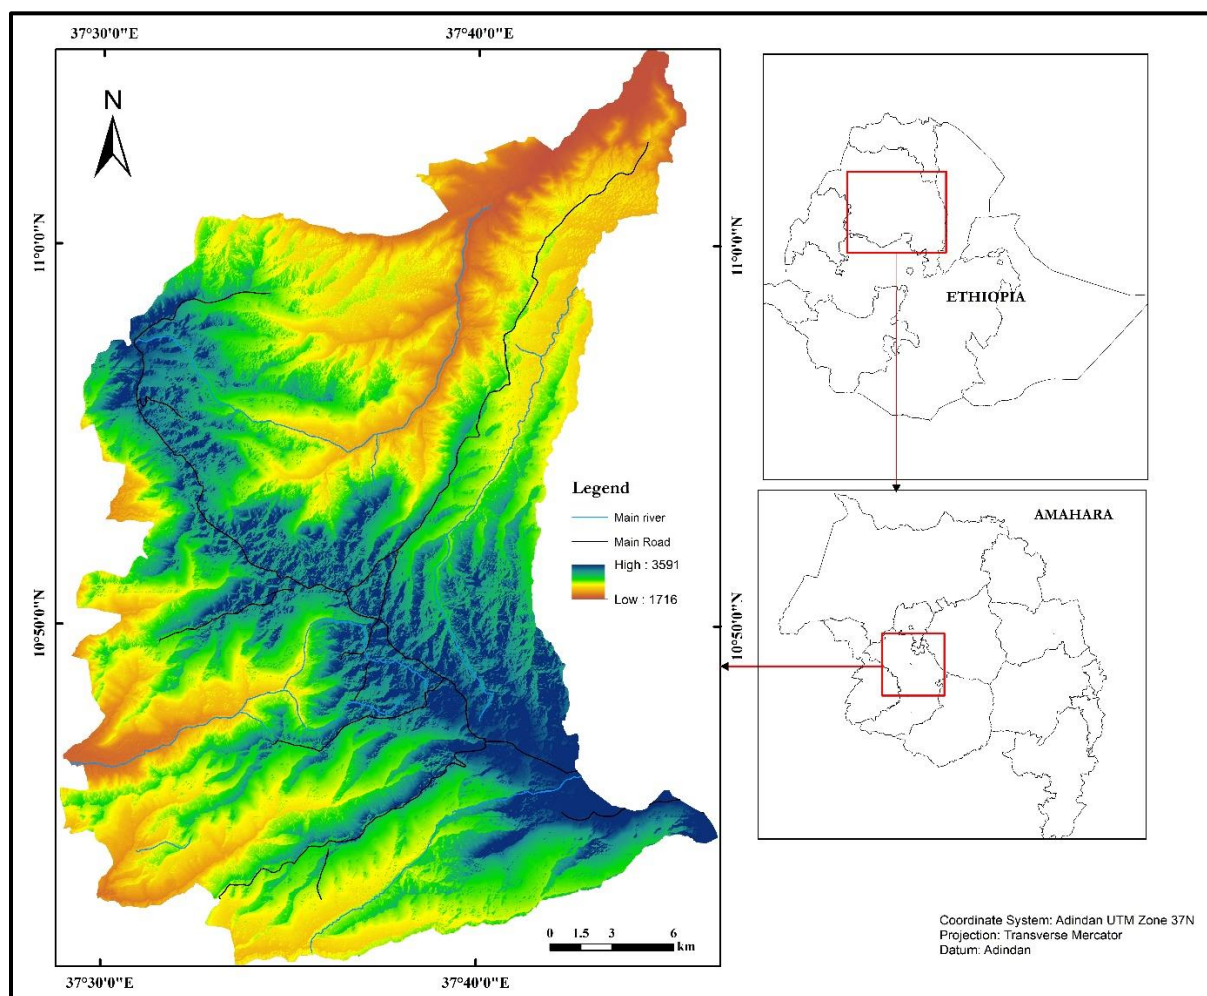 37°30'0"E 37°40'0"E
N
11°0'0"N
11°0'0"N
10°50'0"N
10°50'0"N
Legend
Main river
Main Road
High : 3591
Low : 1716
0 1.5 3 6
km
37°30'0"E 37°40'0"E
ETHIOPIA
AMAHARA
Coordinate System: Adindan UTM Zone 37N
Projection: Transverse Mercator
Datum: Adindan